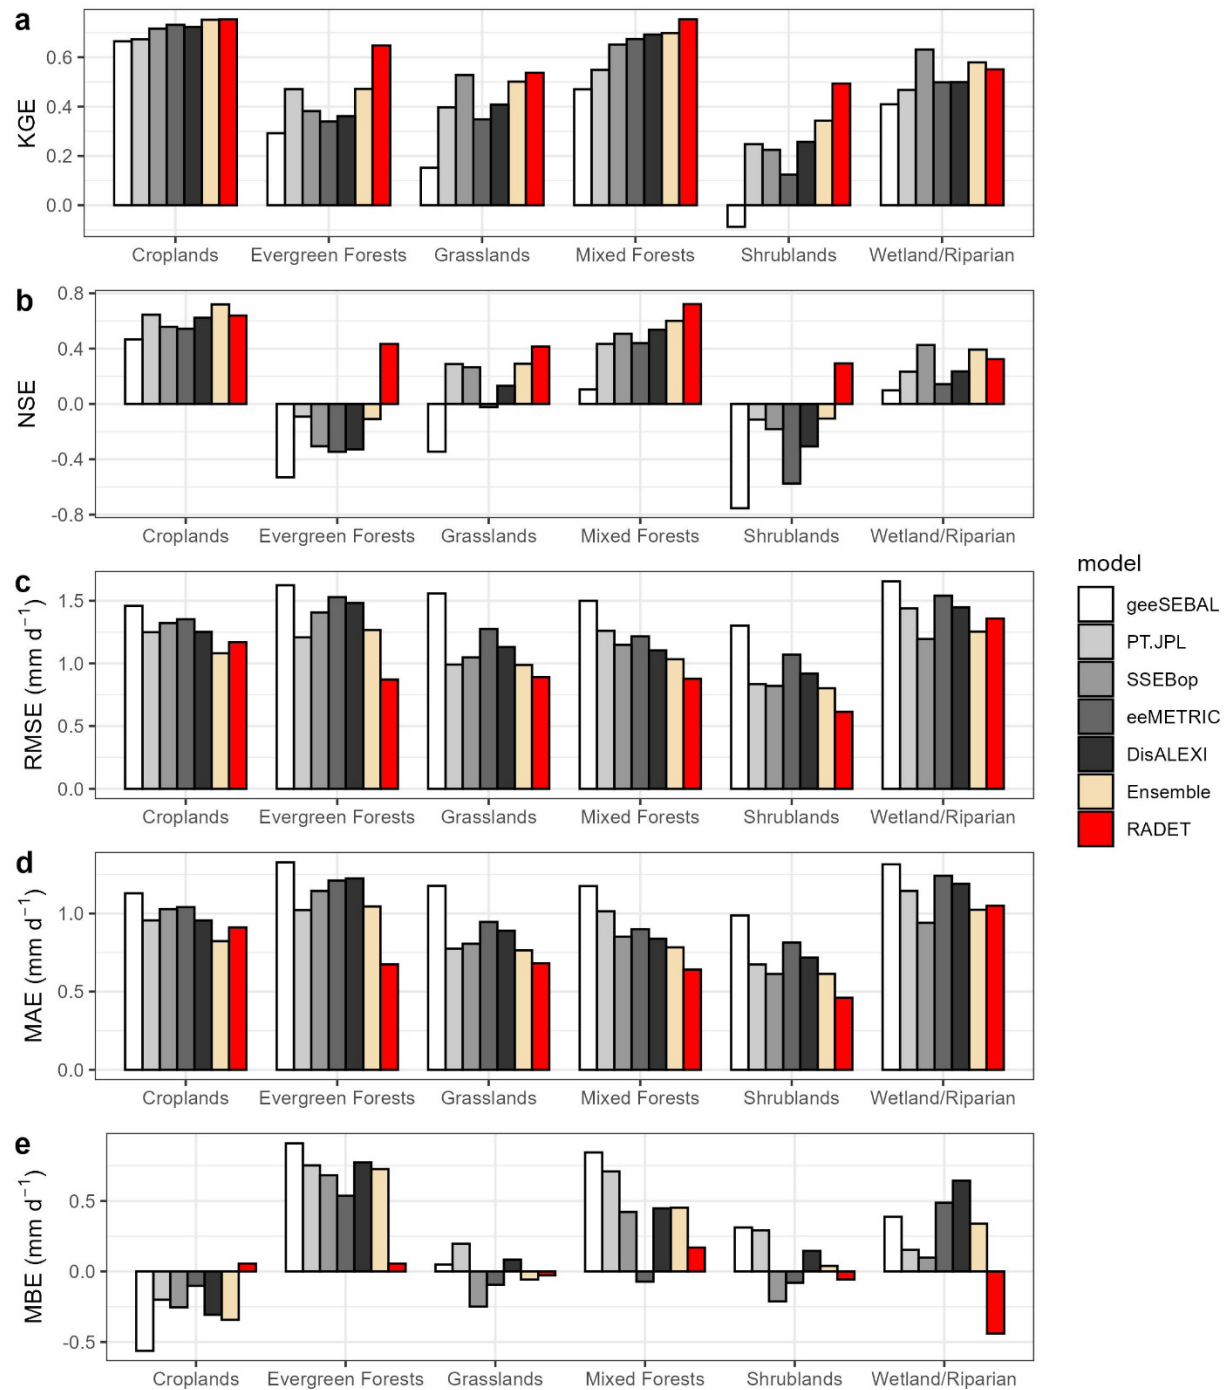 a
KGE
0.6
0.4
0.2
0.0
Croplands Evergreen Forests Grasslands Mixed Forests Shrublands Wetland/Riparian
b
NSE
0.8
0.4
0.0
-0.4
-0.8
Croplands Evergreen Forests Grasslands Mixed Forests Shrublands Wetland/Riparian
c
RMSE (mm d⁻¹)
1.5
1.0
0.5
0.0
Croplands Evergreen Forests Grasslands Mixed Forests Shrublands Wetland/Riparian
d
MAE (mm d⁻¹)
1.0
0.5
0.0
Croplands Evergreen Forests Grasslands Mixed Forests Shrublands Wetland/Riparian
e
MBE (mm d⁻¹)
0.5
0.0
-0.5
Croplands Evergreen Forests Grasslands Mixed Forests Shrublands Wetland/Riparian
model
geeSEBAL
PT.JPL
SSEBop
eeMETRIC
DisALEXI
Ensemble
RADET